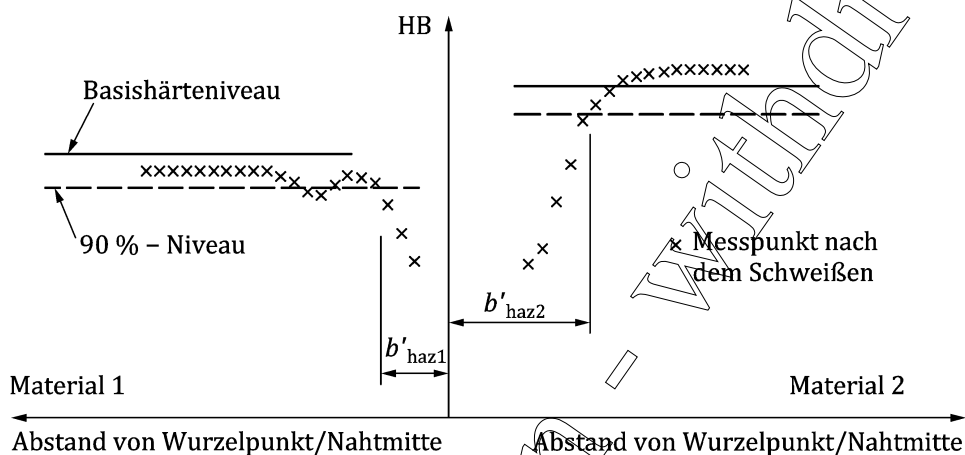 HB
Basishärteniveau
90 % – Niveau
Messpunkt nach
dem Schweißen
b′haz2
b′haz1
Material 1
Material 2
Abstand von Wurzelpunkt/Nahtmitte
Abstand von Wurzelpunkt/Nahtmitte